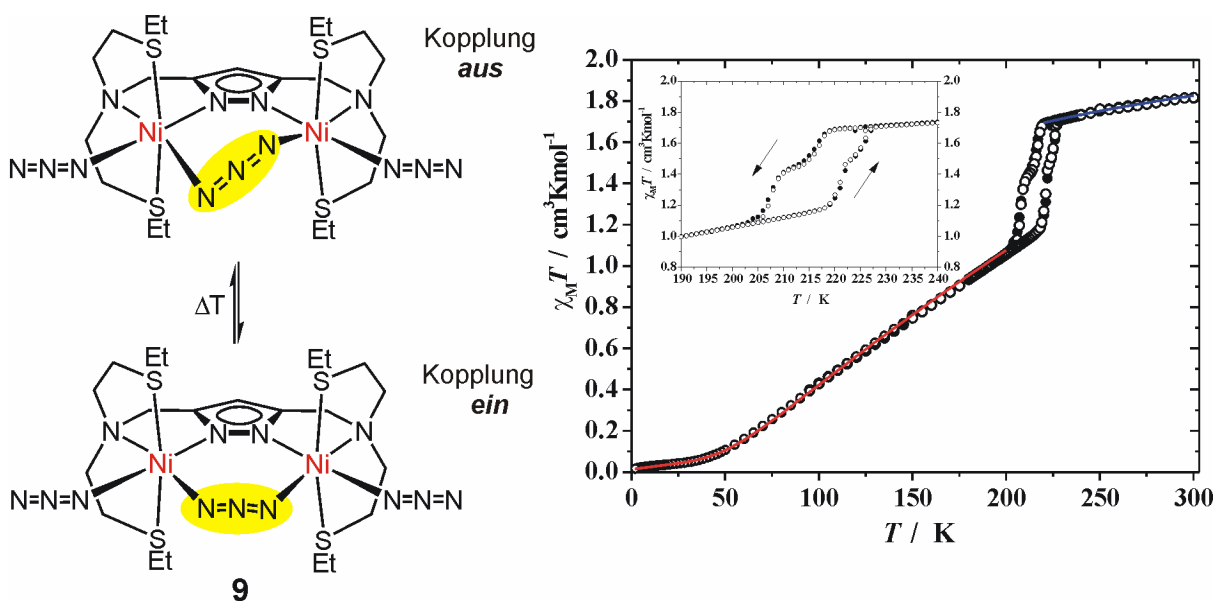 Et Et
Kopplung
aus
S S
N N N N
Ni Ni
N=N=N N=N=N N=N=N
S S
Et Et
ΔT
Et Et
Kopplung
ein
S S
N N N N
Ni Ni
N=N=N N=N=N N=N=N
S S
Et Et
9
χMT / cm³Kmol⁻¹
2.0
1.8
1.6
1.4
1.2
1.0
0.8
0.6
0.4
0.2
0.0
0 50 100 150 200 250 300
T / K
χMT / cm³Kmol⁻¹
2.0 2.0
1.8 1.8
1.6 1.6
1.4 1.4
1.2 1.2
1.0 1.0
0.8 0.8
190 195 200 205 210 215 220 225 230 235 240
T / K